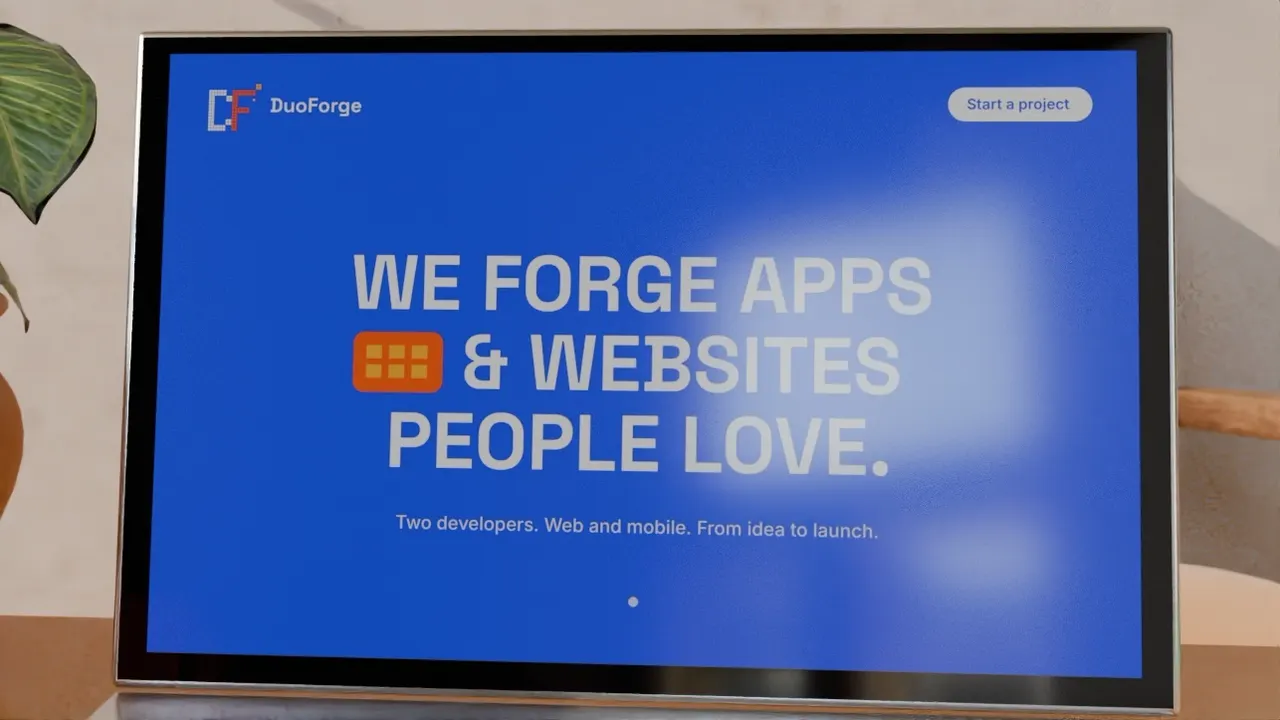 DuoForge
Start a project
WE FORGE APPS
& WEBSITES
PEOPLE LOVE.
Two developers. Web and mobile. From idea to launch.